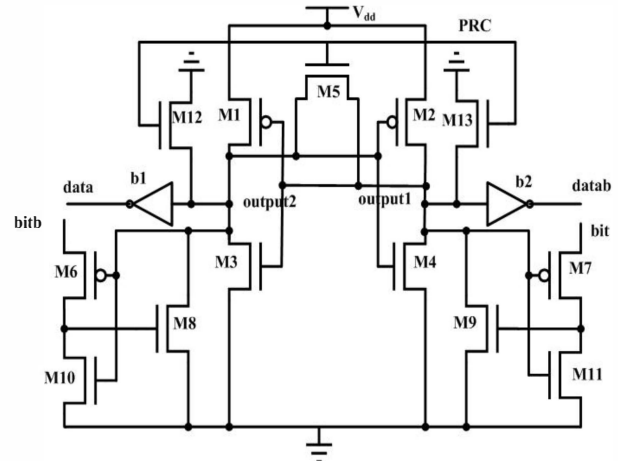 Vdd
PRC
M5
M12
M1
M2
M13
b1
b2
data
output2
output1
datab
bitb
bit
M6
M3
M4
M7
M8
M9
M10
M11